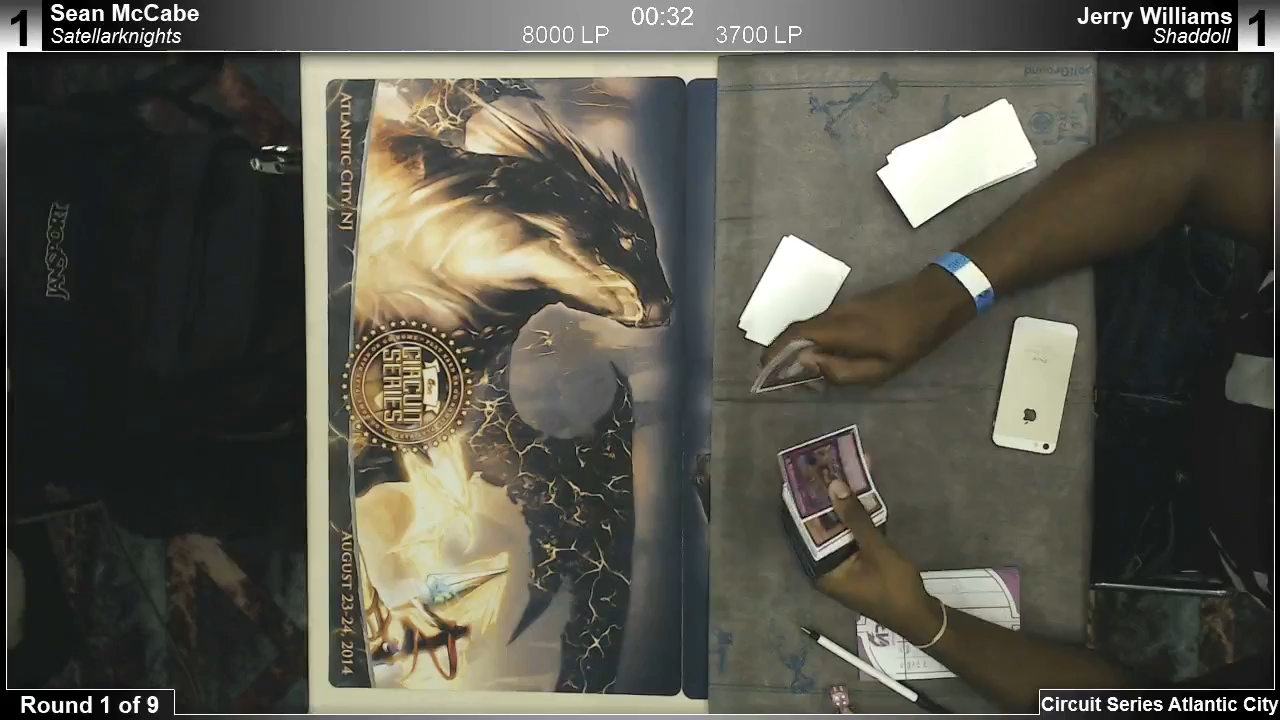 1
Sean McCabe
Satellarknights
00:32
8000 LP
3700 LP
Jerry Williams
Shaddoll
1
ATLANTIC CITY, NJ
CIRCUIT
SERIES
AUGUST 23-24, 2014
JANSPORT
Round 1 of 9
Circuit Series Atlantic City